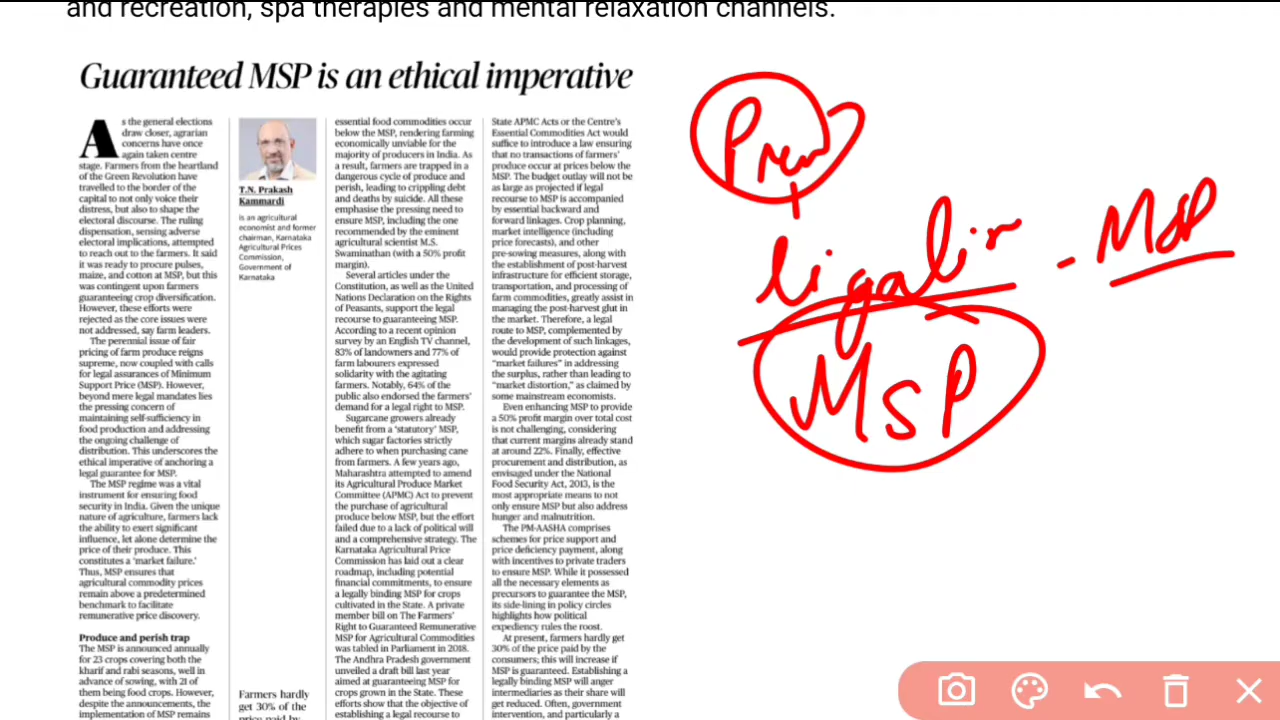 and recreation, spa therapies and mental relaxation channels.
Guaranteed MSP is an ethical imperative
As the general elections
draw closer, agrarian
concerns have once
again taken centre
stage. Farmers from the heartland
of the Green Revolution have
travelled to the border of the
capital to not only voice their
distress, but also to shape the
electoral discourse. The ruling
dispensation, sensing adverse
electoral implications, attempted
to reach out to the farmers. It said
it was ready to procure pulses,
maize, and cotton at MSP, but this
was contingent upon farmers
guaranteeing crop diversification.
However, these efforts were
rejected as the core issues were
not addressed, say farm leaders.
The perennial issue of fair
pricing of farm produce reigns
supreme, now coupled with calls
for legal assurances of Minimum
Support Price (MSP). However,
beyond mere legal mandates lies
the pressing concern of
maintaining self-sufficiency in
food production and addressing
the ongoing challenge of
distribution. This underscores the
ethical imperative of anchoring a
legal guarantee for MSP.
The MSP regime was a vital
instrument for ensuring food
security in India. Given the unique
nature of agriculture, farmers lack
the ability to exert significant
influence, let alone determine the
price of their produce. This
constitutes a 'market failure.'
Thus, MSP ensures that
agricultural commodity prices
remain above a predetermined
benchmark to facilitate
remunerative price discovery.
Produce and perish trap
The MSP is announced annually
for 23 crops covering both the
kharif and rabi seasons, well in
advance of sowing, with 21 of
them being food crops. However,
despite the announcements, the
implementation of MSP remains
T.N. Prakash
Kammardi
is an agricultural
economist and former
chairman, Karnataka
Agricultural Prices
Commission,
Government of
Karnataka
Farmers hardly
get 30% of the
price paid by
essential food commodities occur
below the MSP, rendering farming
economically unviable for the
majority of producers in India. As
a result, farmers are trapped in a
dangerous cycle of produce and
perish, leading to crippling debt
and deaths by suicide. All these
emphasise the pressing need to
ensure MSP, including the one
recommended by the eminent
agricultural scientist M.S.
Swaminathan (with a 50% profit
margin).
Several articles under the
Constitution, as well as the United
Nations Declaration on the Rights
of Peasants, support the legal
recourse to guaranteeing MSP.
According to a recent opinion
survey by an English TV channel,
83% of landowners and 77% of
farm labourers expressed
solidarity with the agitating
farmers. Notably, 64% of the
public also endorsed the farmers'
demand for a legal right to MSP.
Sugarcane growers already
benefit from a 'statutory' MSP,
which sugar factories strictly
adhere to when purchasing cane
from farmers. A few years ago,
Maharashtra attempted to amend
its Agricultural Produce Market
Committee (APMC) Act to prevent
the purchase of agricultural
produce below MSP, but the effort
failed due to a lack of political will
and a comprehensive strategy. The
Karnataka Agricultural Price
Commission has laid out a clear
roadmap, including potential
financial commitments, to ensure
a legally binding MSP for crops
cultivated in the State. A private
member bill on The Farmers'
Right to Guaranteed Remunerative
MSP for Agricultural Commodities
was tabled in Parliament in 2018.
The Andhra Pradesh government
unveiled a draft bill last year
aimed at guaranteeing MSP for
crops grown in the State. These
efforts show that the objective of
establishing a legal recourse to
State APMC Acts or the Centre's
Essential Commodities Act would
suffice to introduce a law ensuring
that no transactions of farmers'
produce occur at prices below the
MSP. The budget outlay will not be
as large as projected if legal
recourse to MSP is accompanied
by essential backward and
forward linkages. Crop planning,
market intelligence (including
price forecasts), and other
pre-sowing measures, along with
the establishment of post-harvest
infrastructure for efficient storage,
transportation, and processing of
farm commodities, greatly assist in
managing the post-harvest glut in
the market. Therefore, a legal
route to MSP, complemented by
the development of such linkages,
would provide protection against
"market failures" in addressing
the surplus, rather than leading to
"market distortion," as claimed by
some mainstream economists.
Even enhancing MSP to provide
a 50% profit margin over total cost
is not challenging, considering
that current margins already stand
at around 22%. Finally, effective
procurement and distribution, as
envisaged under the National
Food Security Act, 2013, is the
most appropriate means to not
only ensure MSP but also address
hunger and malnutrition.
The PM-AASHA comprises
schemes for price support and
price deficiency payment, along
with incentives to private traders
to ensure MSP. While it possessed
all the necessary elements as
precursors to guarantee the MSP,
its side-lining in policy circles
highlights how political
expediency rules the roost.
At present, farmers hardly get
30% of the price paid by the
consumers; this will increase if
MSP is guaranteed. Establishing a
legally binding MSP will anger
intermediaries as their share will
get reduced. Often, government
intervention, and particularly a
- MSP
MSP